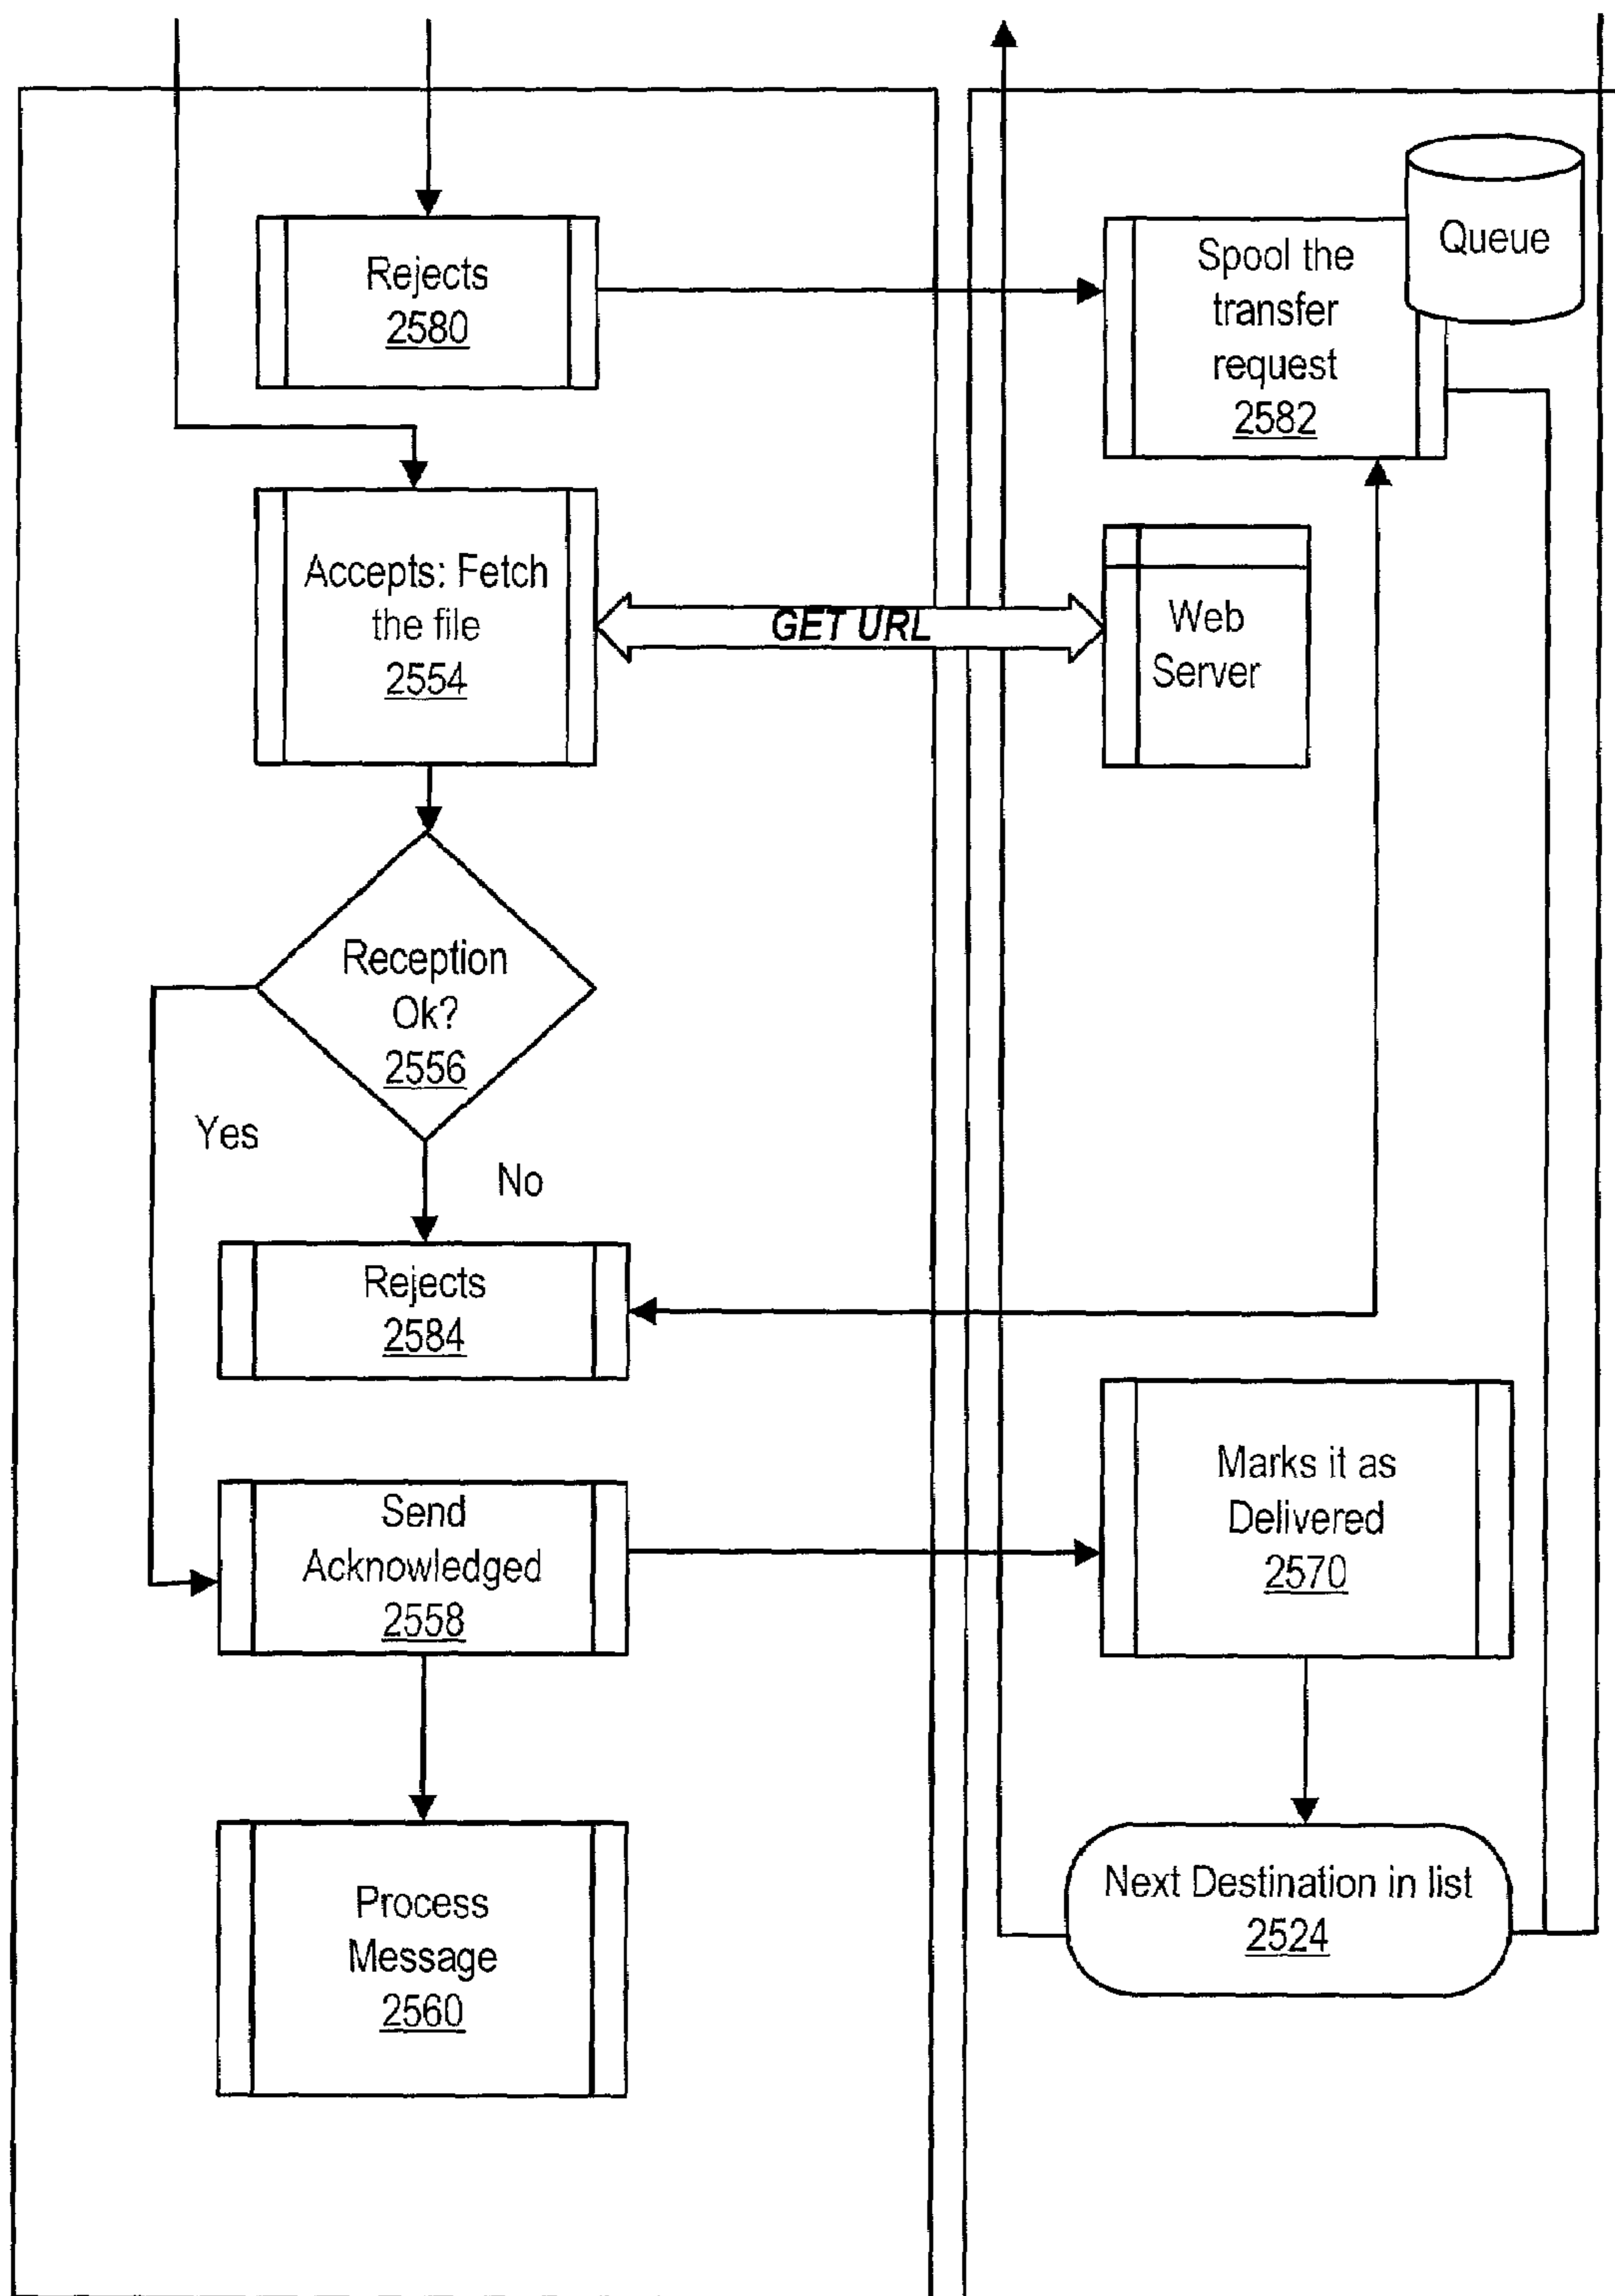 Rejects
2580
Spool the
transfer
request
2582
Queue
Accepts: Fetch
the file
2554
GET URL
Web
Server
Reception
Ok?
2556
Yes
No
Rejects
2584
Send
Acknowledged
2558
Marks it as
Delivered
2570
Process
Message
2560
Next Destination in list
2524